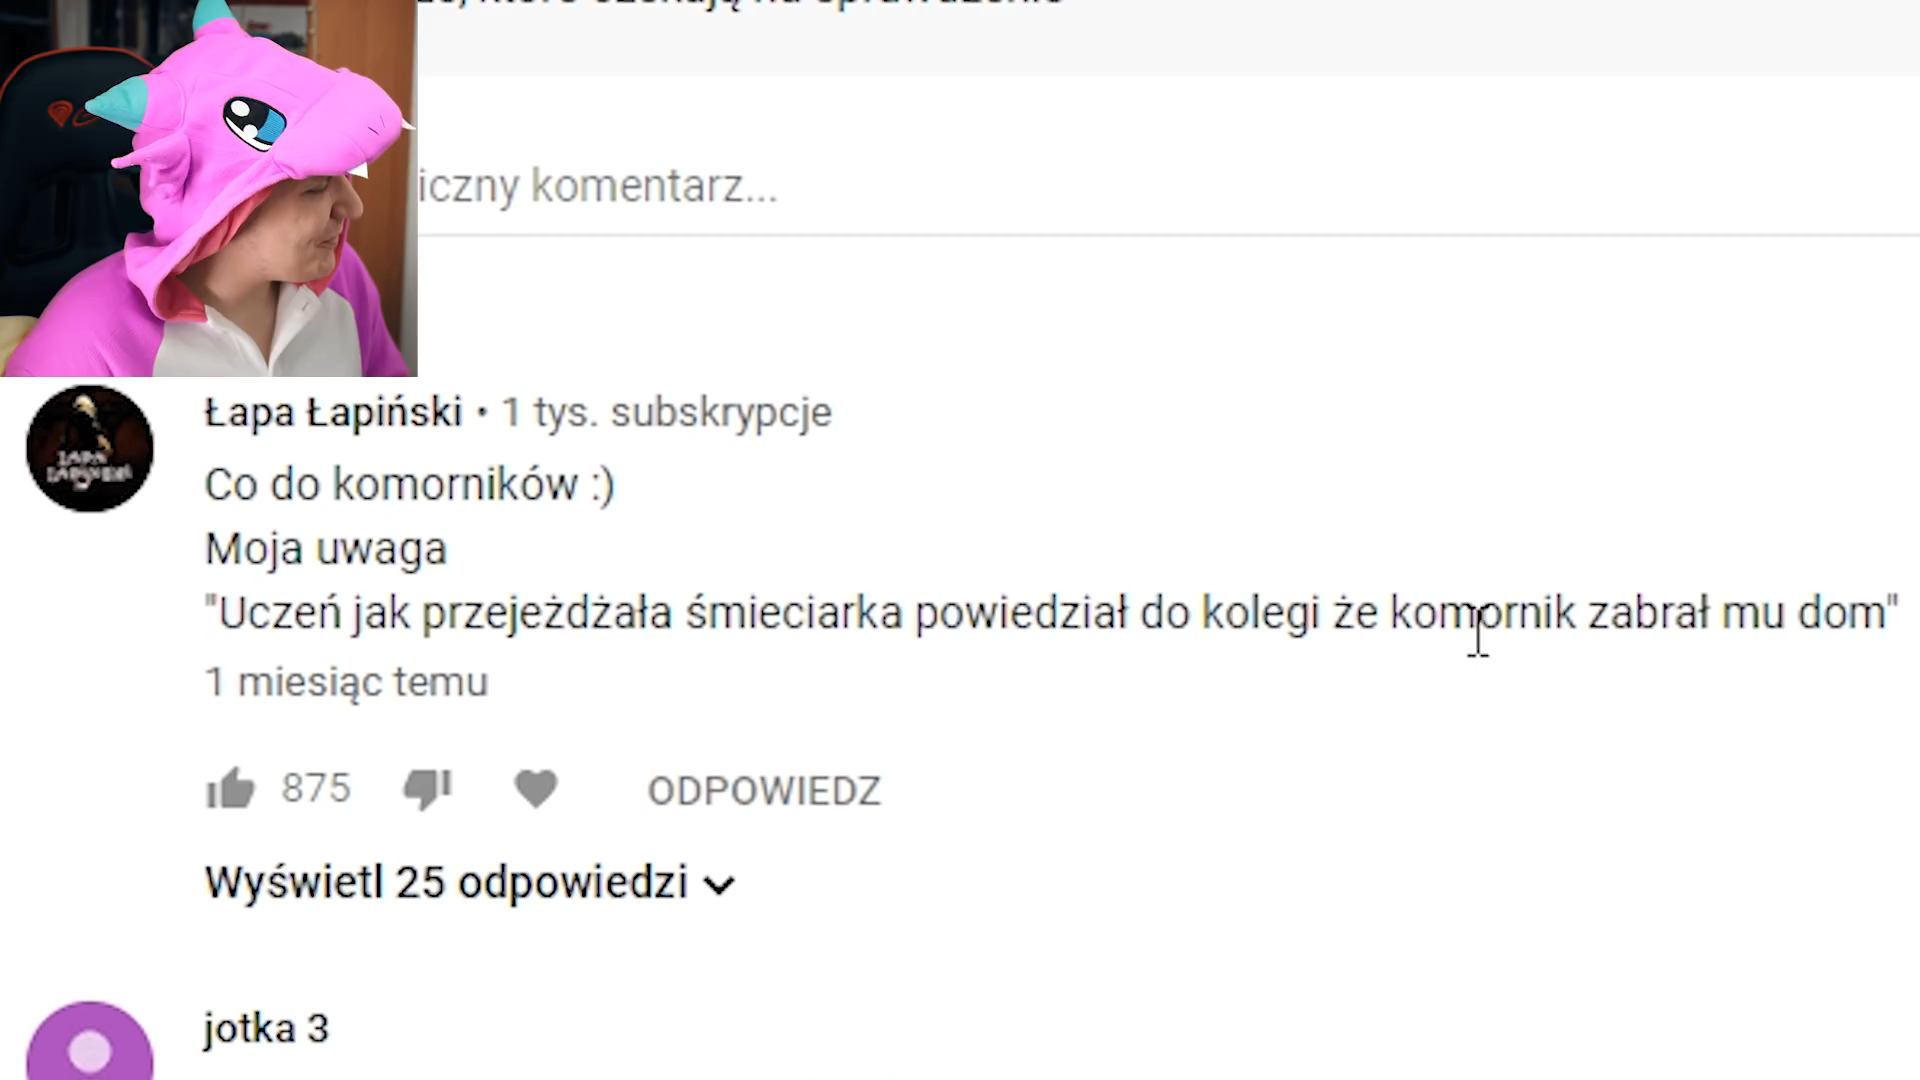 iczny komentarz...
Łapa Łapiński • 1 tys. subskrypcje
Co do komorników :)
Moja uwaga
"Uczeń jak przejeżdżała śmieciarka powiedział do kolegi że komornik zabrał mu dom"
1 miesiąc temu
875 ODPOWIEDZ
Wyświetl 25 odpowiedzi
jotka 3